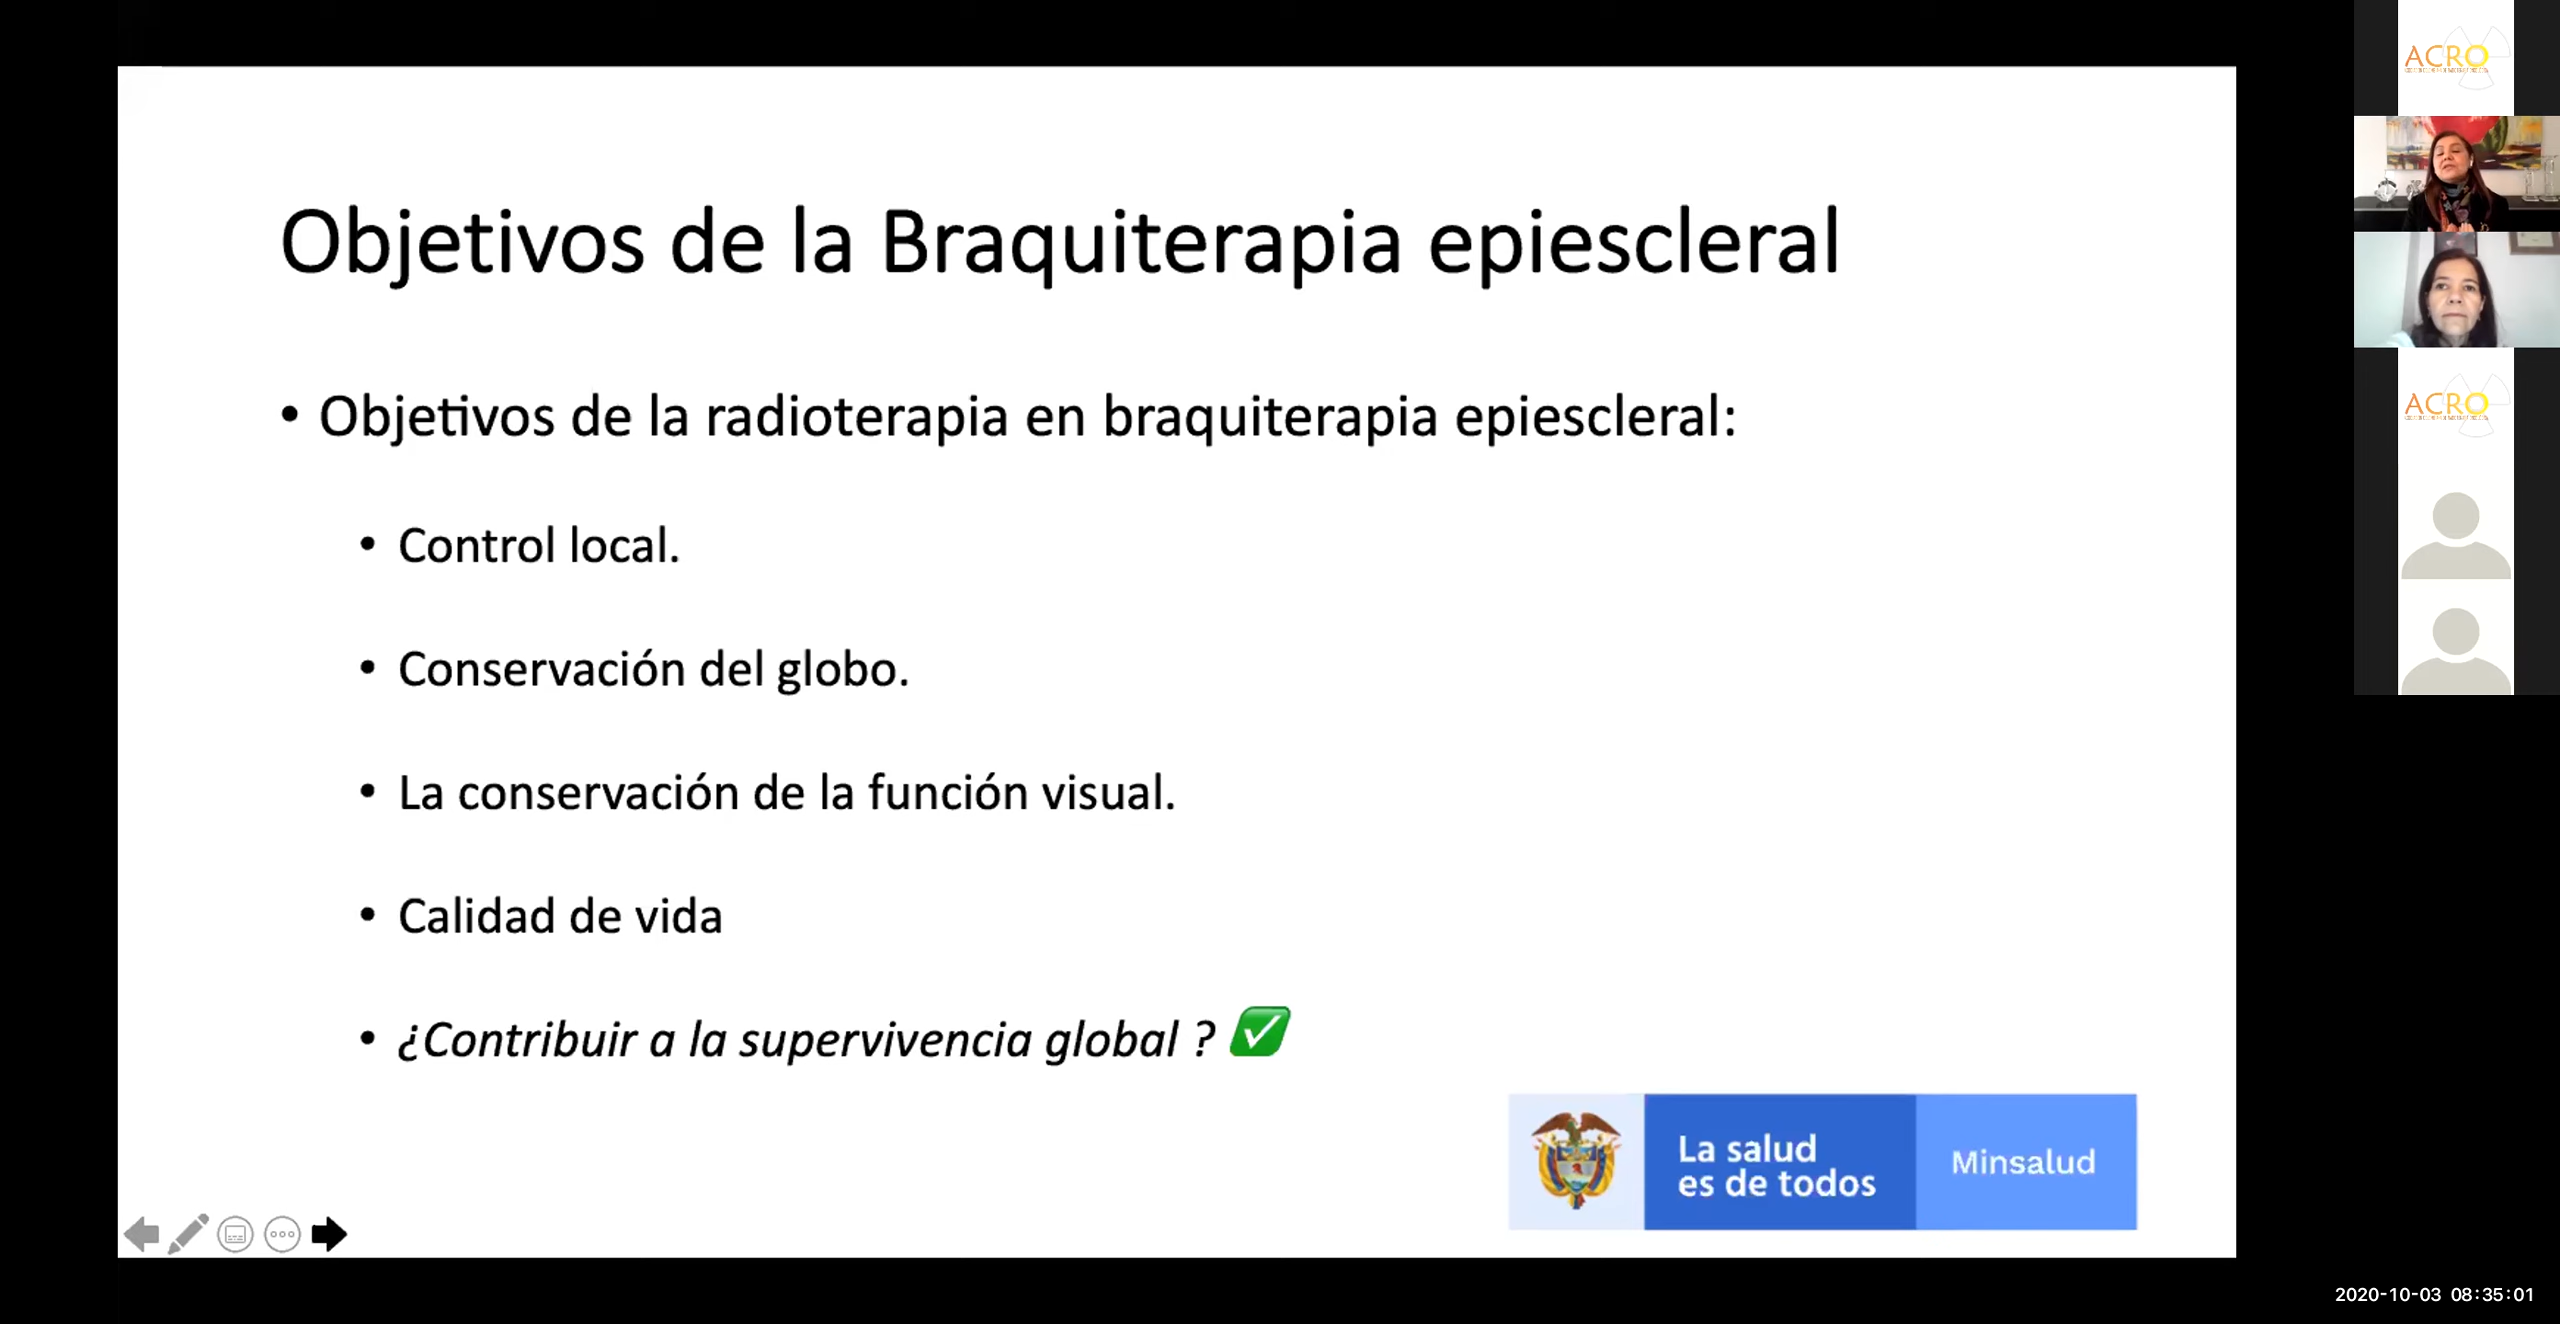 Objetivos de la Braquiterapia epiescleral
• Objetivos de la radioterapia en braquiterapia epiescleral:
• Control local.
• Conservación del globo.
• La conservación de la función visual.
• Calidad de vida
• ¿Contribuir a la supervivencia global ? ✅
La salud
es de todos
Minsalud
ACRO
ACRO
2020-10-03 08:35:01